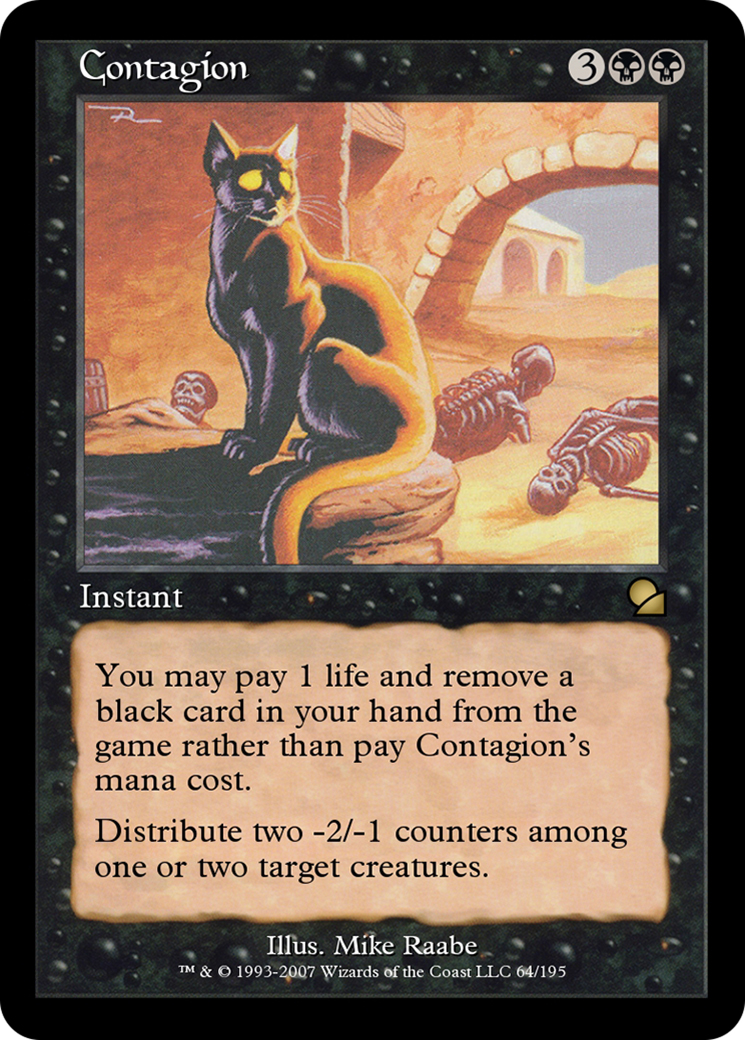 Contagion 3
Instant
You may pay 1 life and remove a
black card in your hand from the
game rather than pay Contagion's
mana cost.
Distribute two -2/-1 counters among
one or two target creatures.
Illus. Mike Raabe
™ & © 1993-2007 Wizards of the Coast LLC 64/195